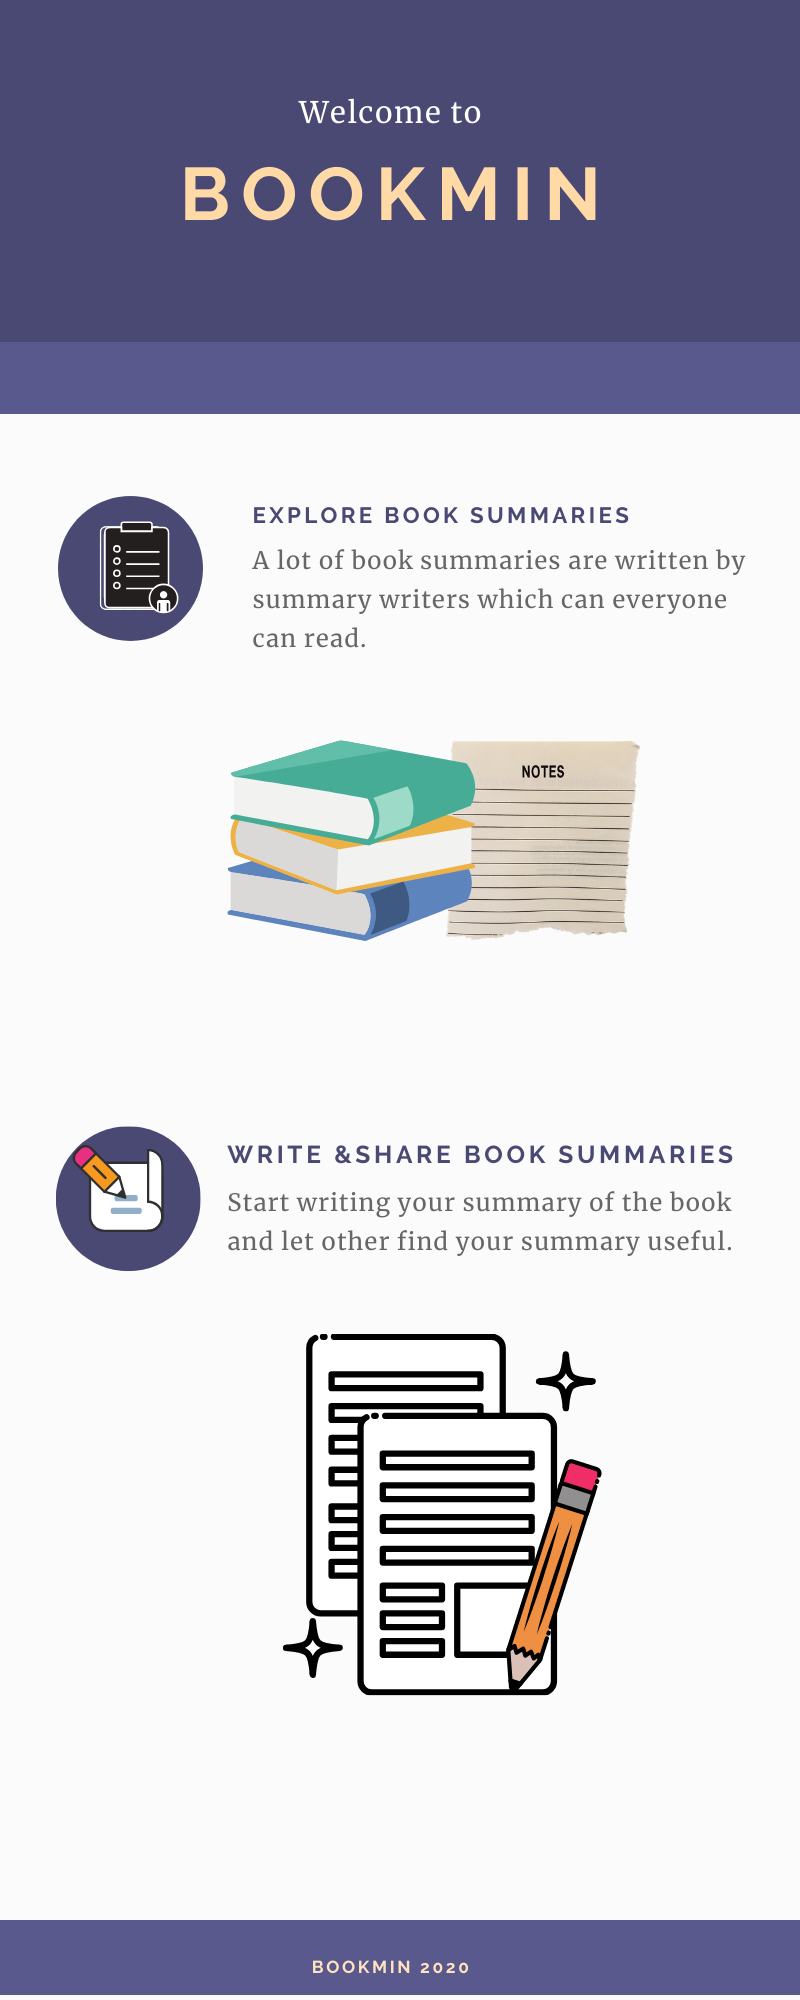 Welcome to
BOOKMIN
EXPLORE BOOK SUMMARIES
A lot of book summaries are written by
summary writers which can everyone
can read.
NOTES
WRITE &SHARE BOOK SUMMARIES
Start writing your summary of the book
and let other find your summary useful.
BOOKMIN 2020